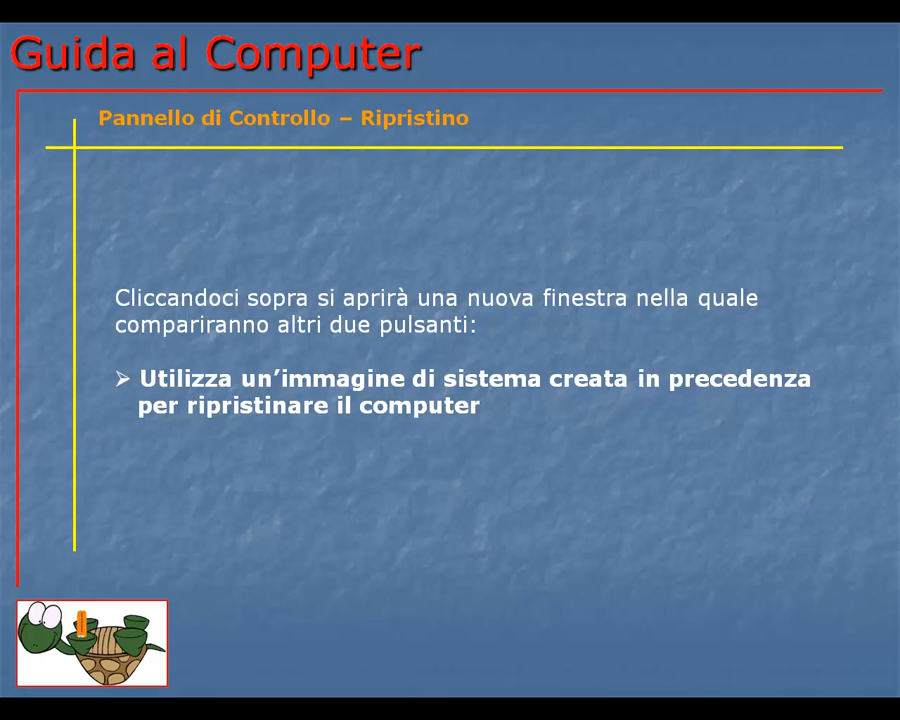 Guida al Computer
Pannello di Controllo – Ripristino
Cliccandoci sopra si aprirà una nuova finestra nella quale
compariranno altri due pulsanti:
➢ Utilizza un’immagine di sistema creata in precedenza
per ripristinare il computer